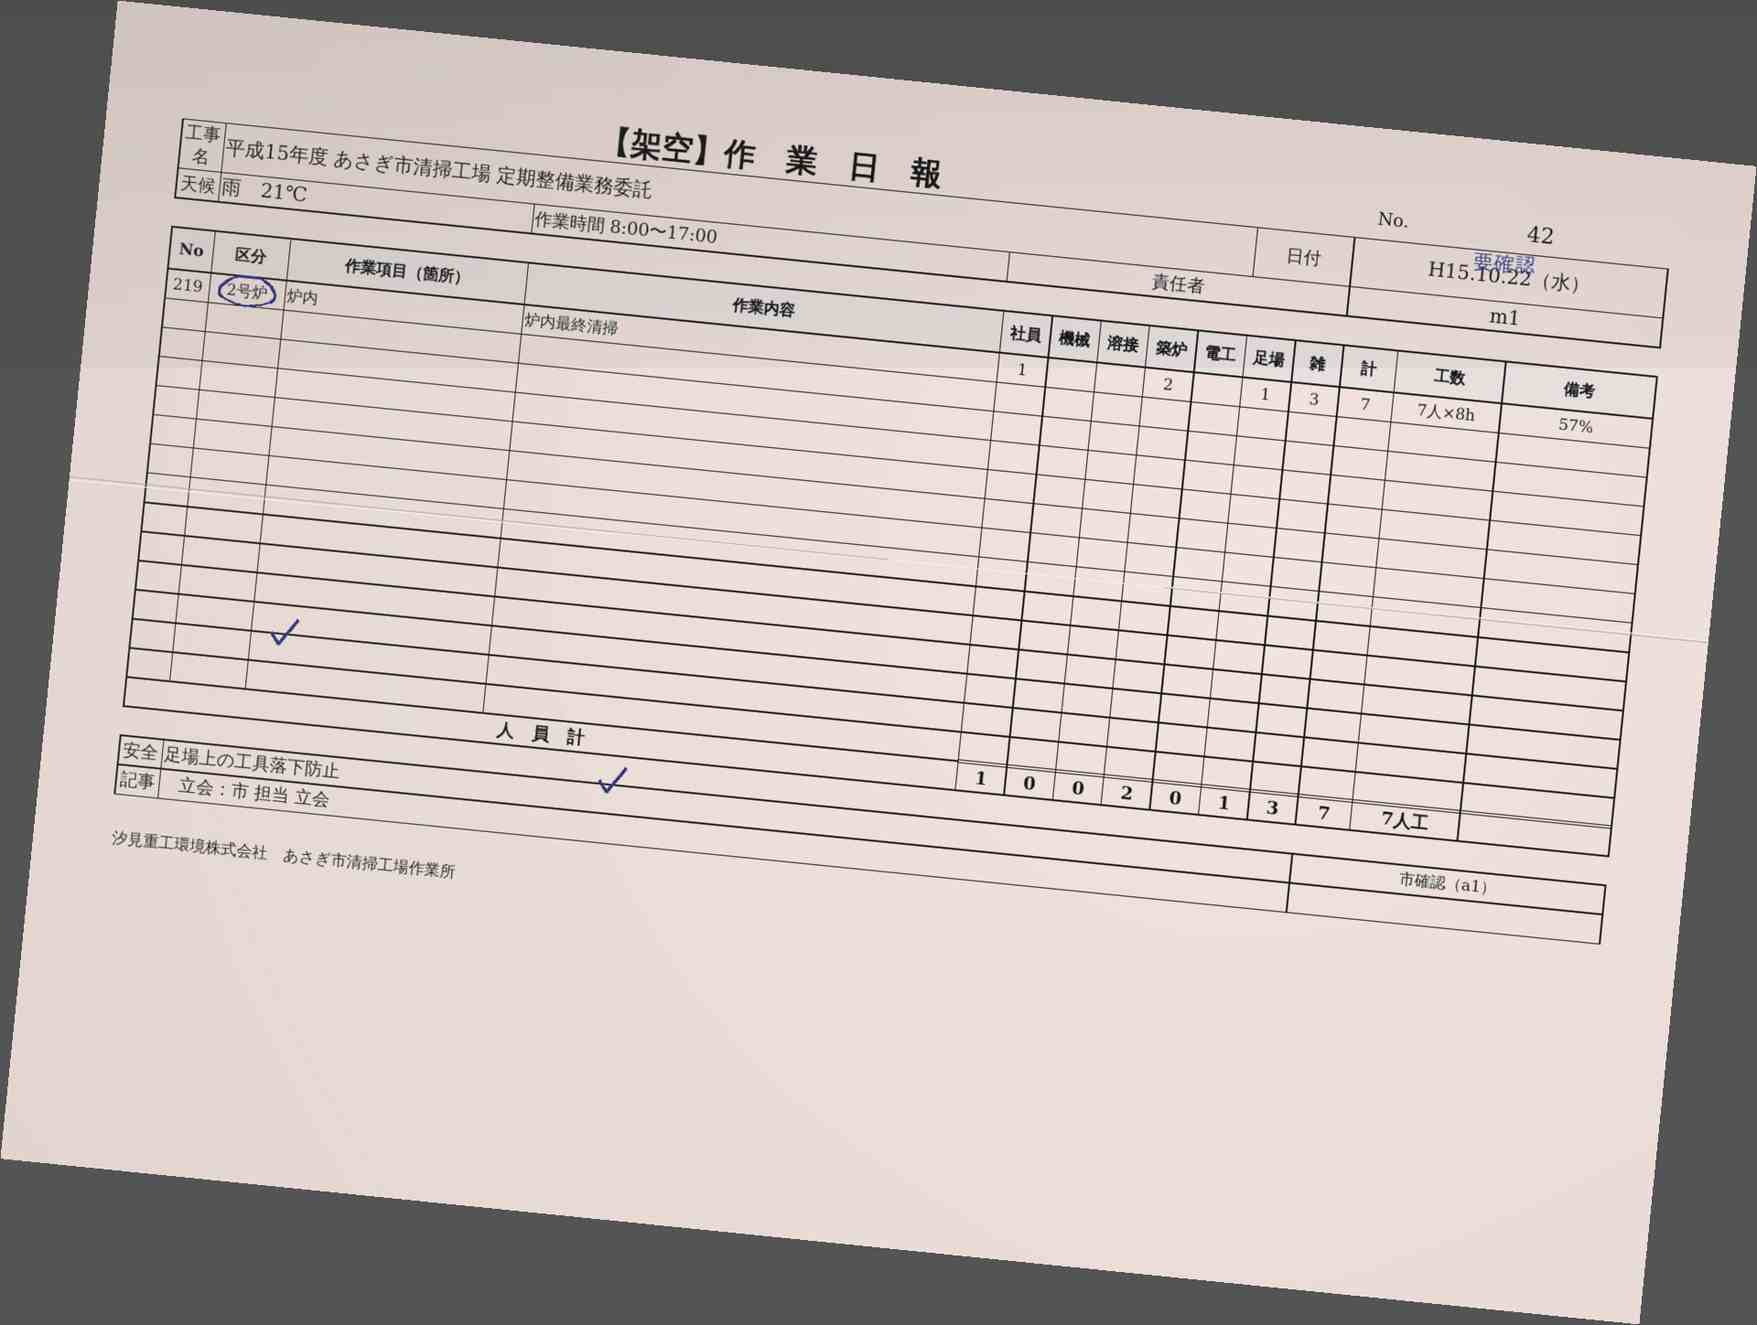 【架空】作 業 日 報
No. 42
工事名 平成15年度 あさぎ市清掃工場 定期整備業務委託 日付 H15.10.22（水）
要確認
天候 雨 21℃ 作業時間 8:00〜17:00 責任者 m1
No 区分 作業項目（箇所） 作業内容 社員 機械 溶接 築炉 電工 足場 雑 計 工数 備考
219 2号炉 炉内 炉内最終清掃 1 2 1 3 7 7人×8h 57%
人 員 計 1 0 0 2 0 1 3 7 7人工
安全 足場上の工具落下防止 市確認（a1）
記事 立会：市 担当 立会
汐見重工環境株式会社 あさぎ市清掃工場作業所